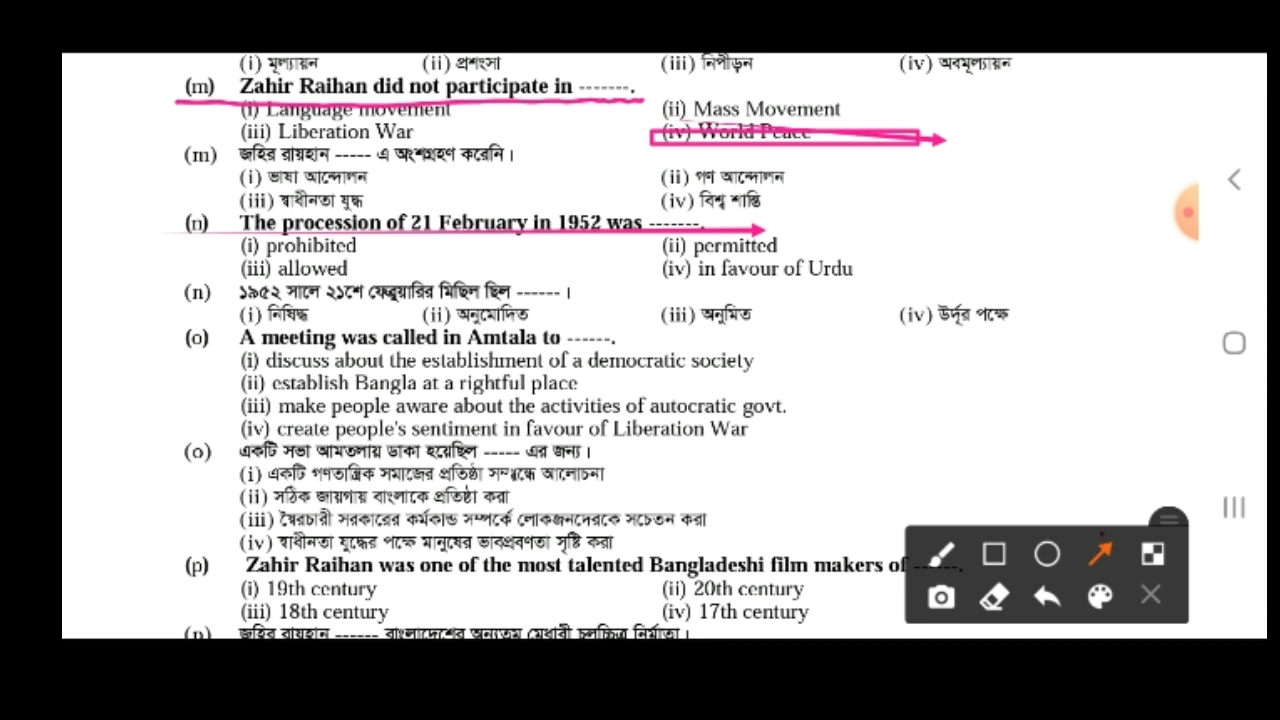 (i) মূল্যায়ন (ii) প্রশংসা (iii) নিপীড়ন (iv) অবমূল্যায়ন
(m) Zahir Raihan did not participate in -------.
(i) Language movement (ii) Mass Movement
(iii) Liberation War (iv) World Peace
(m) জহির রায়হান ----- এ অংশগ্রহণ করেনি।
(i) ভাষা আন্দোলন (ii) গণ আন্দোলন
(iii) স্বাধীনতা যুদ্ধ (iv) বিশ্ব শান্তি
(n) The procession of 21 February in 1952 was -------.
(i) prohibited (ii) permitted
(iii) allowed (iv) in favour of Urdu
(n) ১৯৫২ সালে ২১শে ফেব্রুয়ারির মিছিল ছিল ------।
(i) নিষিদ্ধ (ii) অনুমোদিত (iii) অনুমিত (iv) উর্দূর পক্ষে
(o) A meeting was called in Amtala to ------.
(i) discuss about the establishment of a democratic society
(ii) establish Bangla at a rightful place
(iii) make people aware about the activities of autocratic govt.
(iv) create people's sentiment in favour of Liberation War
(o) একটি সভা আমতলায় ডাকা হয়েছিল ----- এর জন্য।
(i) একটি গণতান্ত্রিক সমাজের প্রতিষ্ঠা সম্বন্ধে আলোচনা
(ii) সঠিক জায়গায় বাংলাকে প্রতিষ্ঠা করা
(iii) স্বৈরচারী সরকারের কর্মকান্ড সম্পর্কে লোকজনদেরকে সচেতন করা
(iv) স্বাধীনতা যুদ্ধের পক্ষে মানুষের ভাবপ্রবণতা সৃষ্টি করা
(p) Zahir Raihan was one of the most talented Bangladeshi film makers of ------.
(i) 19th century (ii) 20th century
(iii) 18th century (iv) 17th century
(p) জহির রায়হান ------ বাংলাদেশের অন্যতম মেধাবী চলচ্চিত্র নির্মাতা।